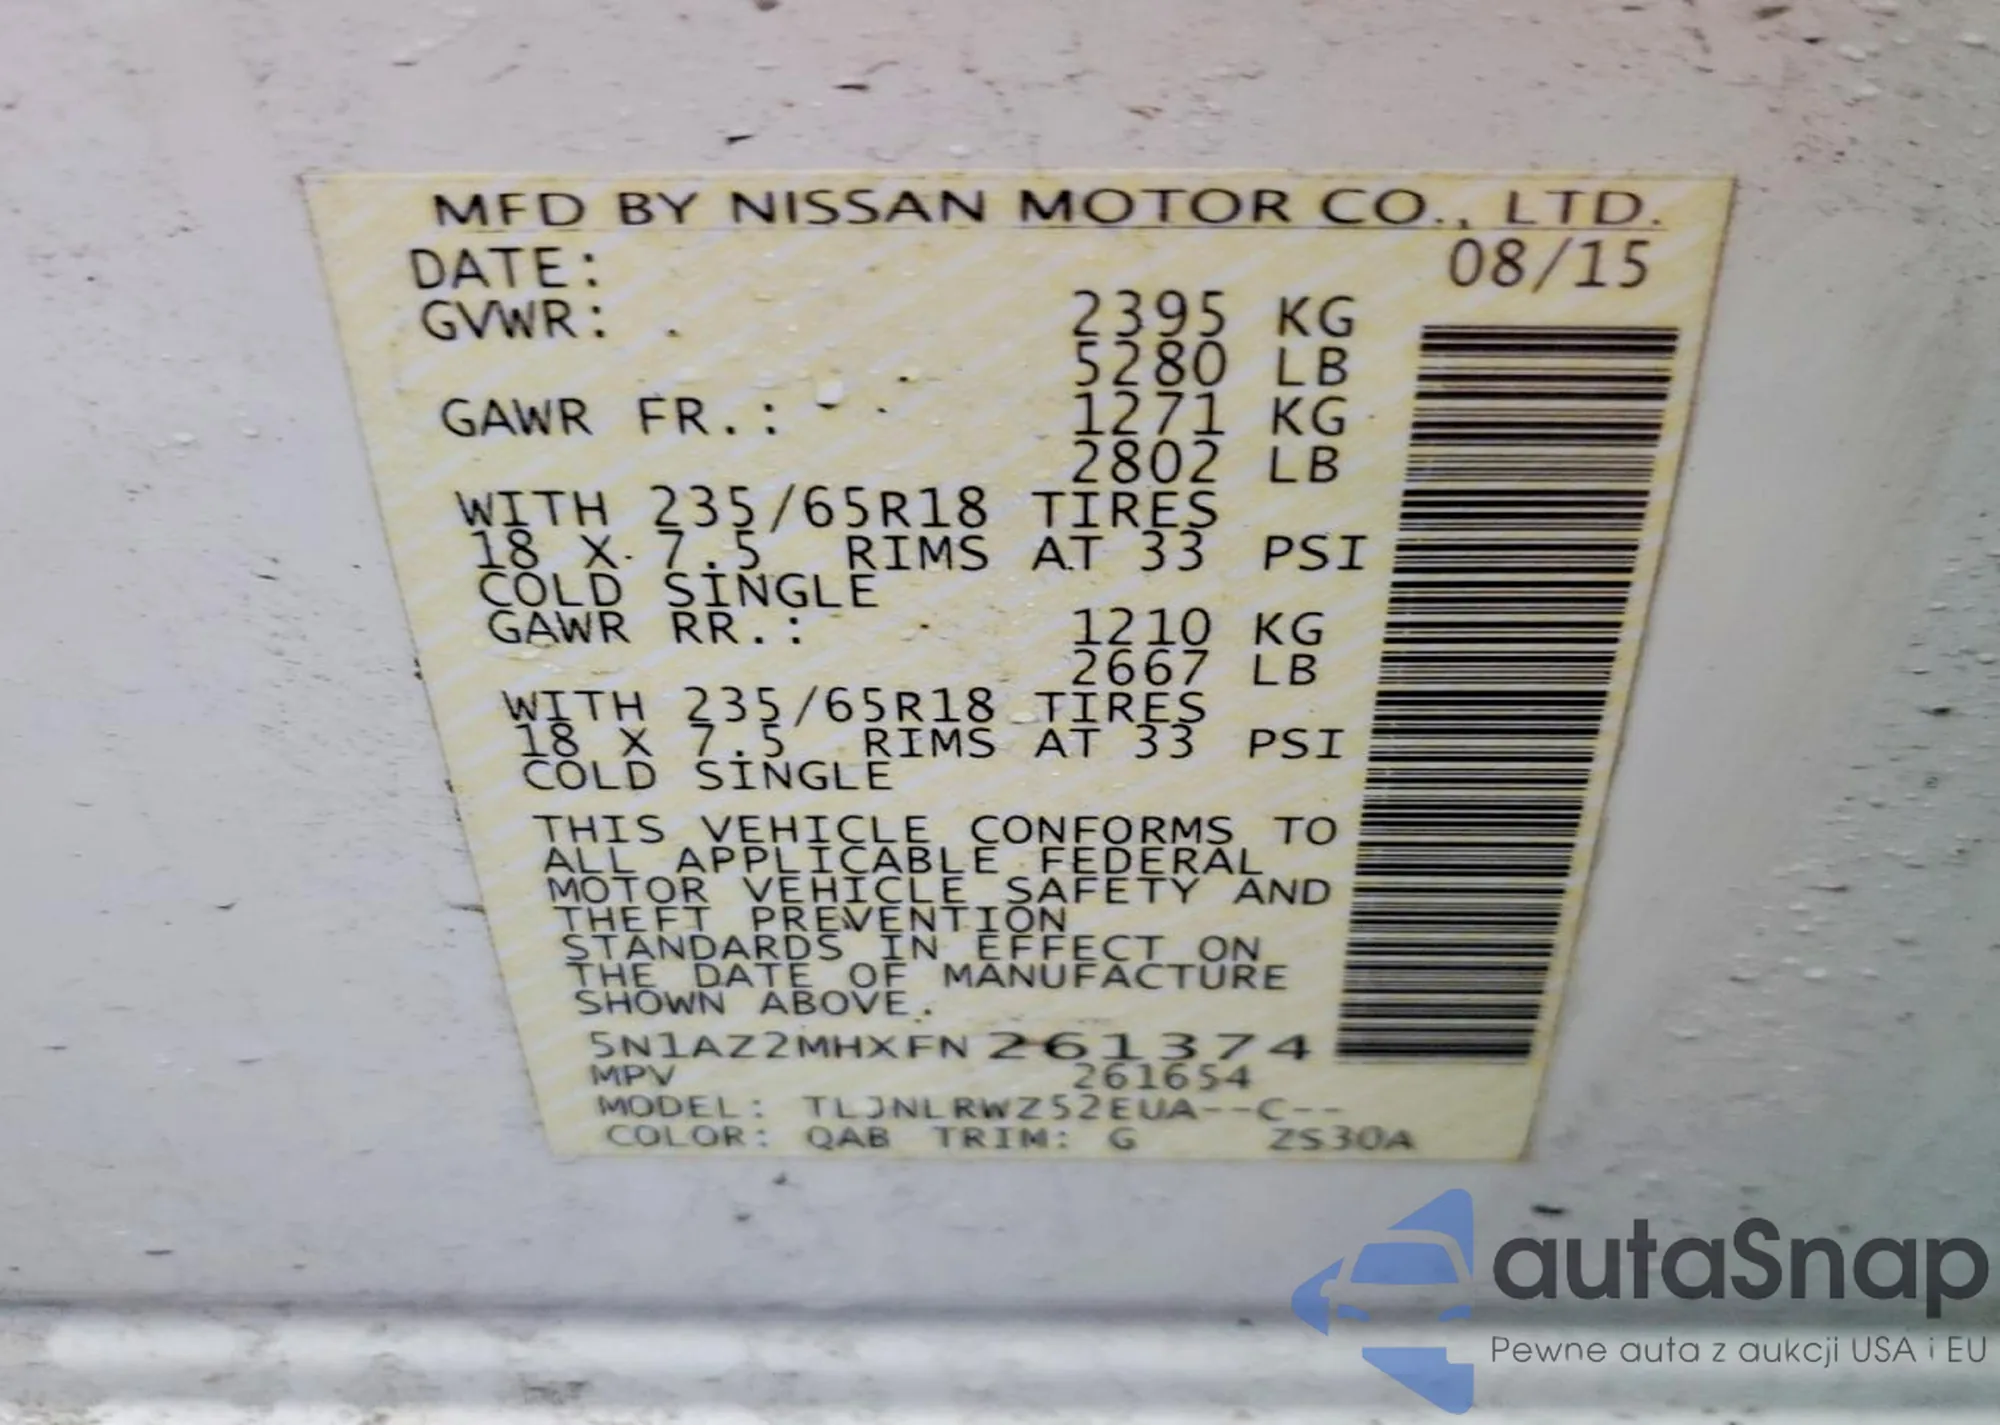 MFD BY NISSAN MOTOR CO., LTD.
DATE: 08/15
GVWR: 2395 KG
5280 LB
GAWR FR.: 1271 KG
2802 LB
WITH 235/65R18 TIRES
18 X 7.5 RIMS AT 33 PSI
COLD SINGLE
GAWR RR.: 1210 KG
2667 LB
WITH 235/65R18 TIRES
18 X 7.5 RIMS AT 33 PSI
COLD SINGLE
THIS VEHICLE CONFORMS TO
ALL APPLICABLE FEDERAL
MOTOR VEHICLE SAFETY AND
THEFT PREVENTION
STANDARDS IN EFFECT ON
THE DATE OF MANUFACTURE
SHOWN ABOVE.
5N1AZ2MHXFN261374
MPV 261654
MODEL: TLJNLRWZ52EUA--C--
COLOR: QAB TRIM: G ZS30A
autaSnap
Pewne auta z aukcji USA i EU